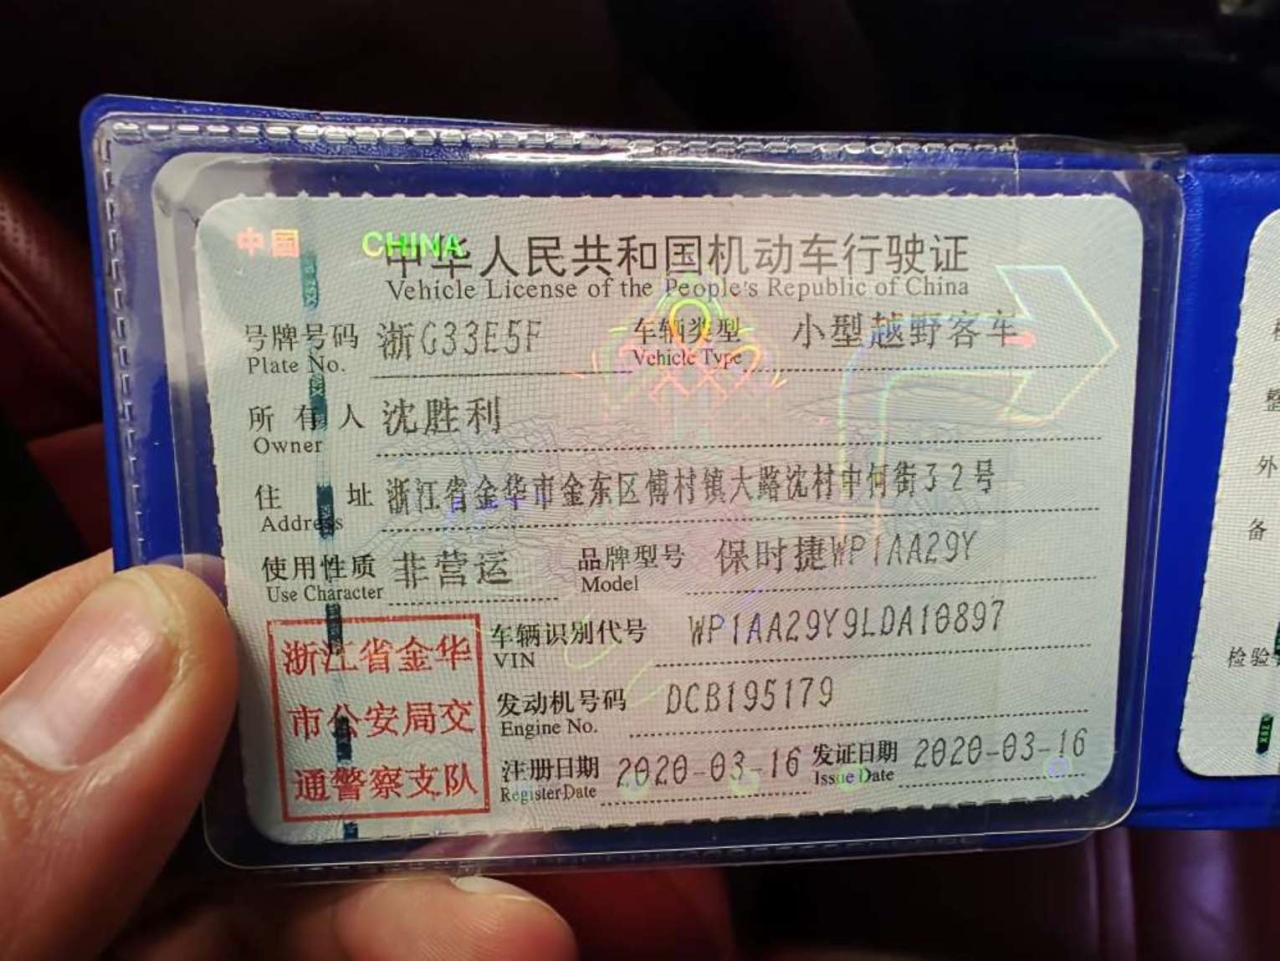 中国 CHINA
中华人民共和国机动车行驶证
Vehicle License of the People's Republic of China
号牌号码 浙G33E5F 车辆类型 小型越野客车
Plate No. Vehicle Type
所有人 沈胜利
Owner
住址 浙江省金华市金东区傅村镇大路沈村中何街32号
Address
使用性质 非营运 品牌型号 保时捷WP1AA29Y
Use Character Model
浙江省金华
市公安局交
通警察支队
车辆识别代号 WP1AA29Y9LDA10897
VIN
发动机号码 DCB195179
Engine No.
注册日期 2020-03-16 发证日期 2020-03-16
Register Date Issue Date
整
外
备
检验